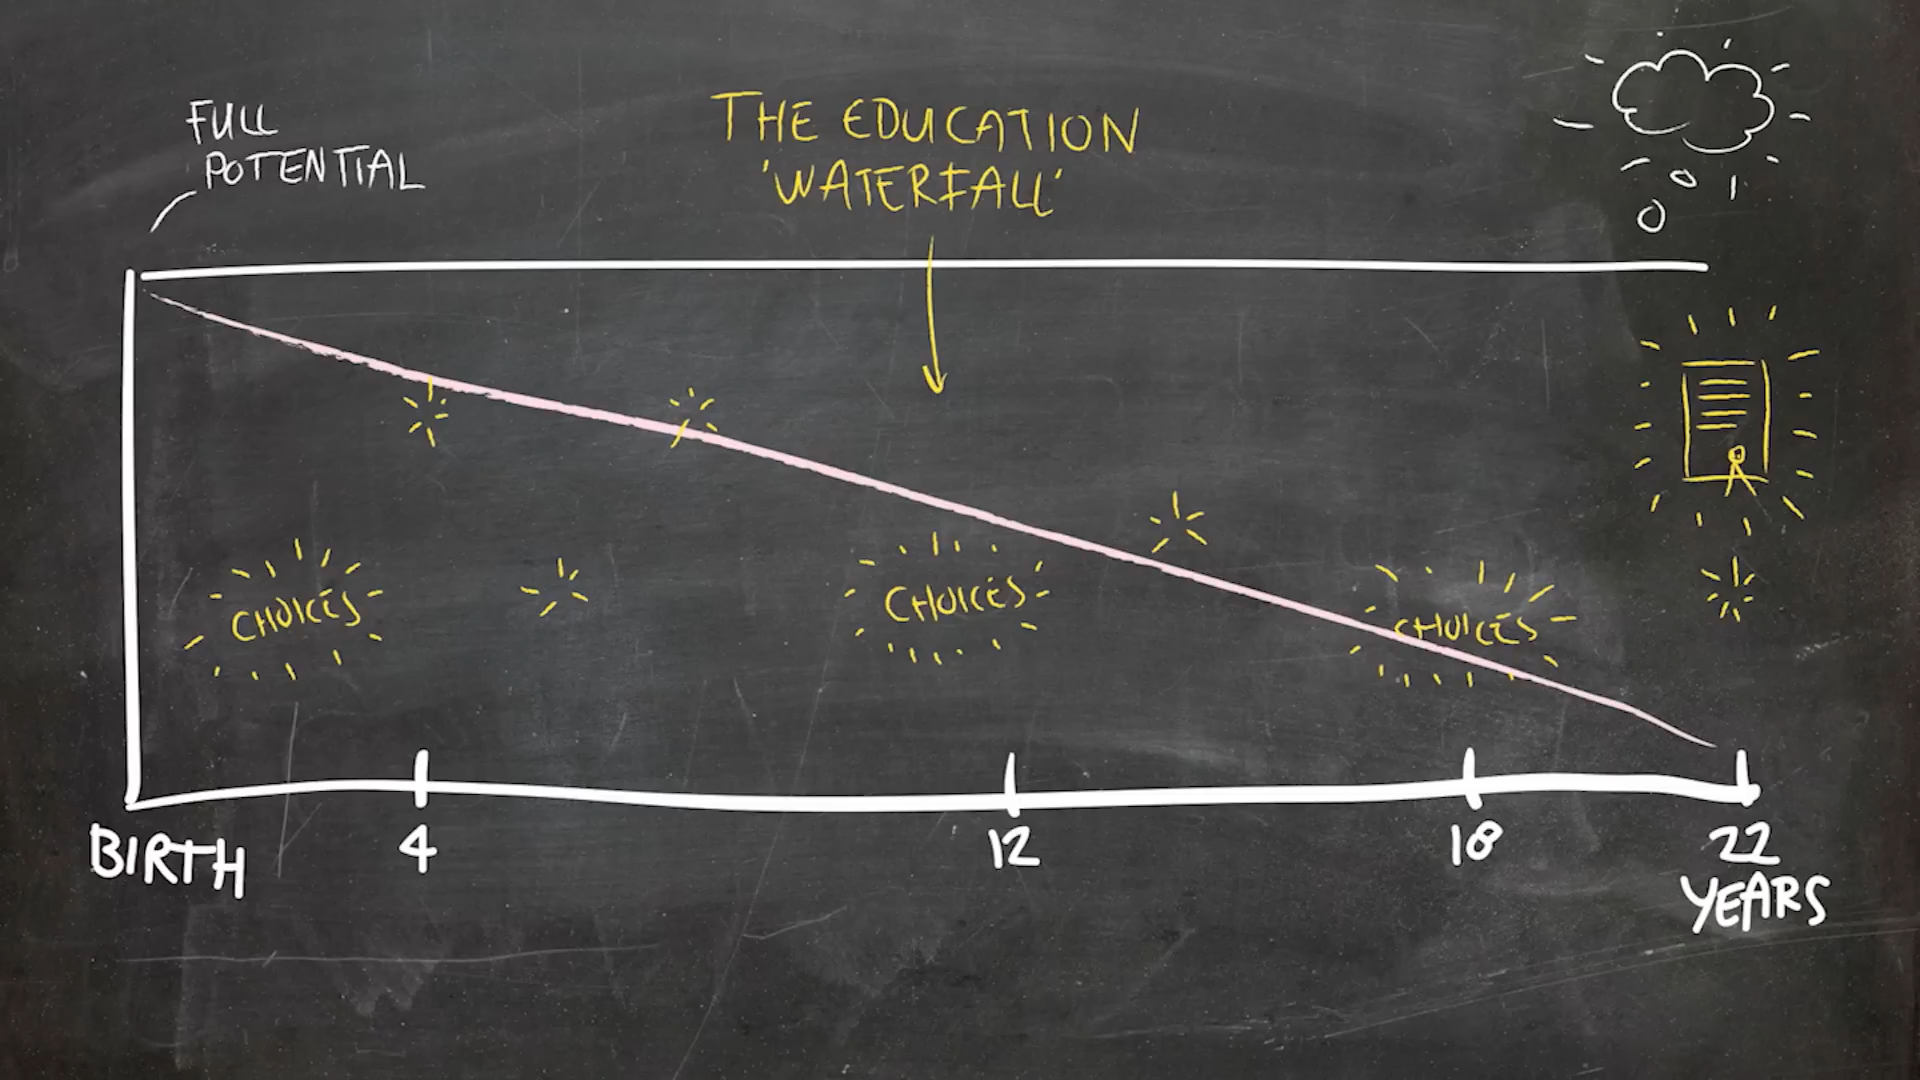 FULL
POTENTIAL
THE EDUCATION
'WATERFALL'
CHOICES
CHOICES
CHOICES
BIRTH
4
12
18
22
YEARS